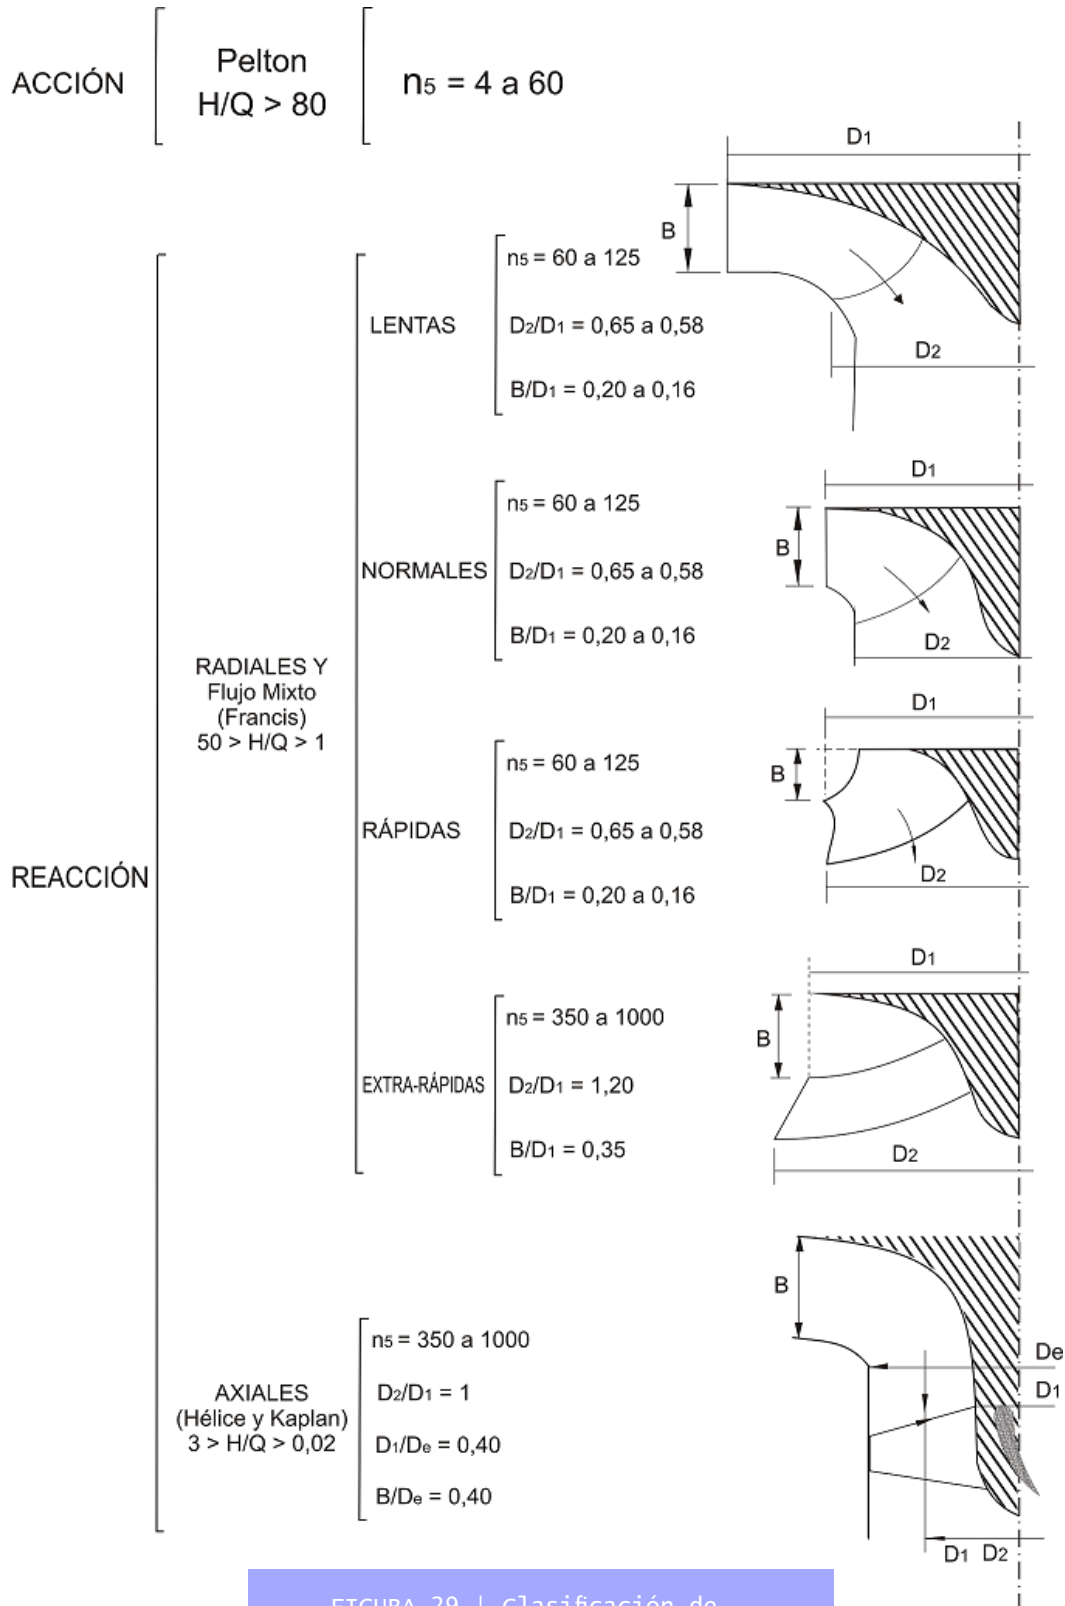 ACCIÓN
Pelton
H/Q > 80
n5 = 4 a 60
D1
B
D2
REACCIÓN
RADIALES Y
Flujo Mixto
(Francis)
50 > H/Q > 1
LENTAS
n5 = 60 a 125
D2/D1 = 0,65 a 0,58
B/D1 = 0,20 a 0,16
D1
B
D2
NORMALES
n5 = 60 a 125
D2/D1 = 0,65 a 0,58
B/D1 = 0,20 a 0,16
D1
B
D2
RÁPIDAS
n5 = 60 a 125
D2/D1 = 0,65 a 0,58
B/D1 = 0,20 a 0,16
D1
B
D2
EXTRA-RÁPIDAS
n5 = 350 a 1000
D2/D1 = 1,20
B/D1 = 0,35
AXIALES
(Hélice y Kaplan)
3 > H/Q > 0,02
n5 = 350 a 1000
D2/D1 = 1
D1/De = 0,40
B/De = 0,40
B
De
D1
D1 D2
FIGURA 29 | Clasificación de